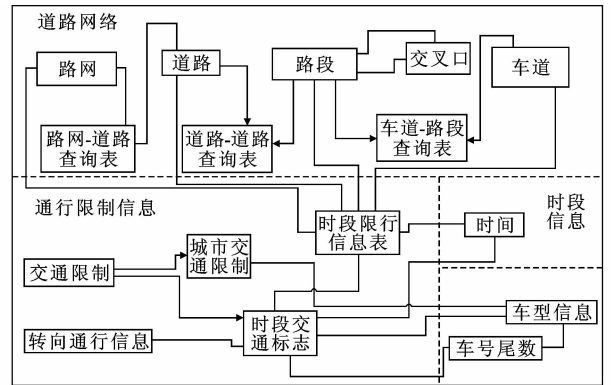 道路网络
路网
道路
路段
交叉口
车道
路网-道路
查询表
道路-道路
查询表
车道-路段
查询表
通行限制信息
时段
信息
时段限行
信息表
时间
城市交
通限制
交通限制
时段交
通标志
转向通行信息
车型信息
车号尾数